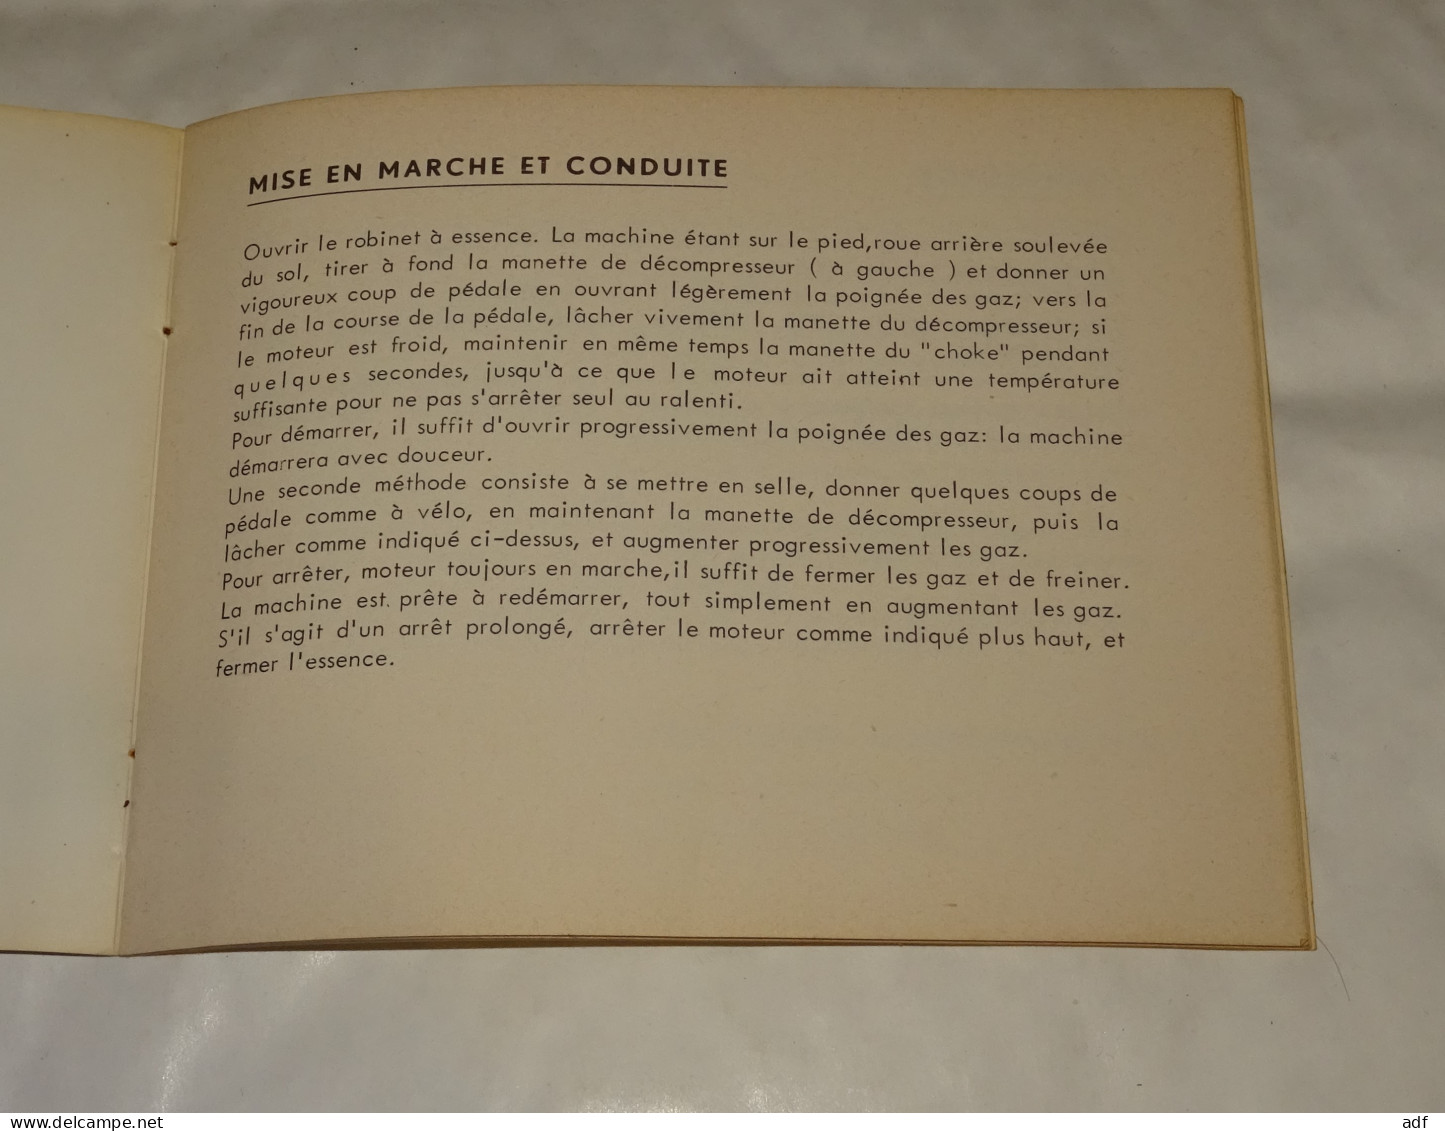 MISE EN MARCHE ET CONDUITE
Ouvrir le robinet à essence. La machine étant sur le pied,roue arrière soulevée
du sol, tirer à fond la manette de décompresseur ( à gauche ) et donner un
vigoureux coup de pédale en ouvrant légèrement la poignée des gaz; vers la
fin de la course de la pédale, lâcher vivement la manette du décompresseur; si
le moteur est froid, maintenir en même temps la manette du "choke" pendant
quelques secondes, jusqu'à ce que le moteur ait atteint une température
suffisante pour ne pas s'arrêter seul au ralenti.
Pour démarrer, il suffit d'ouvrir progressivement la poignée des gaz: la machine
démarrera avec douceur.
Une seconde méthode consiste à se mettre en selle, donner quelques coups de
pédale comme à vélo, en maintenant la manette de décompresseur, puis la
lâcher comme indiqué ci-dessus, et augmenter progressivement les gaz.
Pour arrêter, moteur toujours en marche,il suffit de fermer les gaz et de freiner.
La machine est. prête à redémarrer, tout simplement en augmentant les gaz.
S'il s'agit d'un arrêt prolongé, arrêter le moteur comme indiqué plus haut, et
fermer l'essence.
www.delcampe.net
adf